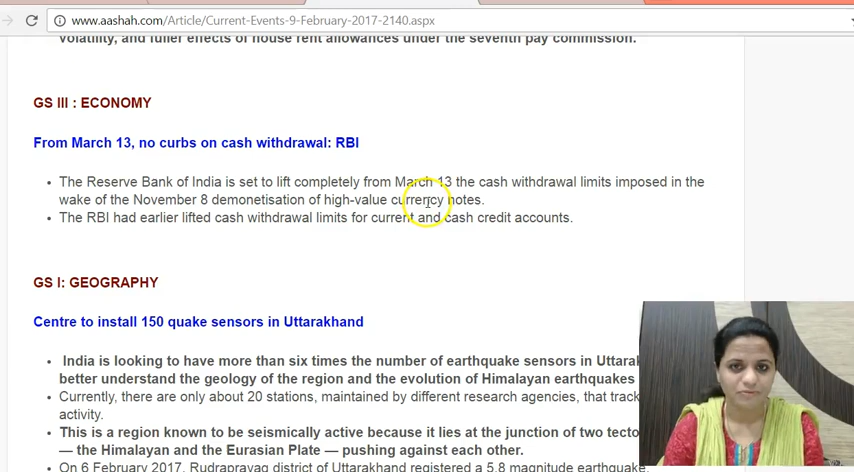 www.aashah.com/Article/Current-Events-9-February-2017-2140.aspx
volatility, and fuller effects of house rent allowances under the seventh pay commission.
GS III : ECONOMY
From March 13, no curbs on cash withdrawal: RBI
• The Reserve Bank of India is set to lift completely from March 13 the cash withdrawal limits imposed in the
wake of the November 8 demonetisation of high-value currency notes.
• The RBI had earlier lifted cash withdrawal limits for current and cash credit accounts.
GS I: GEOGRAPHY
Centre to install 150 quake sensors in Uttarakhand
• India is looking to have more than six times the number of earthquake sensors in
better understand the geology of the region and the evolution of Himalayan earthquakes
• Currently, there are only about 20 stations, maintained by different research agencies, that track
activity.
• This is a region known to be seismically active because it lies at the junction of two
— the Himalayan and the Eurasian Plate — pushing against each other.
• On 6 February 2017, Rudraprayag district of Uttarakhand registered a 5.8 magnitude earthquake.